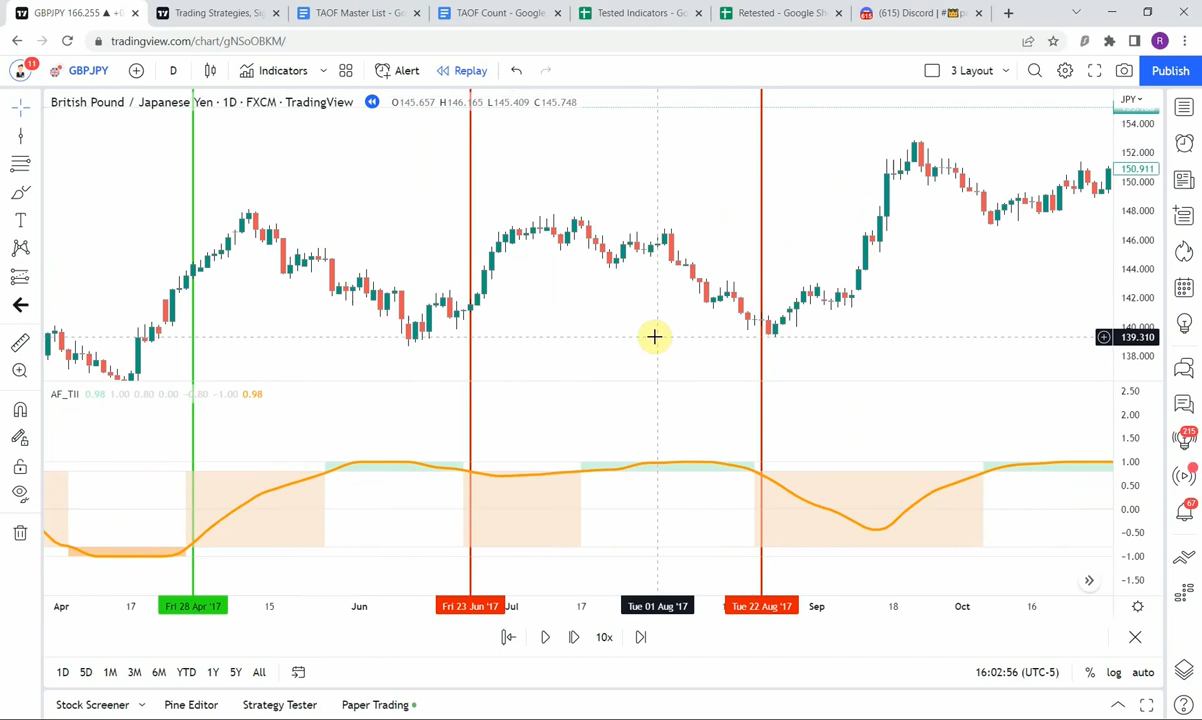 GBPJPY 166.255 ▲ +0
Trading Strategies, Sig
TAOF Master List - Go
TAOF Count - Google
Tested Indicators - Go
Retested - Google Sh
(615) Discord | #👑p
tradingview.com/chart/gNSoOBKM/
R
11
GBPJPY
D
Indicators
Alert
Replay
3 Layout
Publish
British Pound / Japanese Yen · 1D · FXCM · TradingView
O145.657 H146.165 L145.409 C145.748
JPY
154.000
152.000
150.911
150.000
148.000
146.000
144.000
142.000
140.000
139.310
138.000
AF_TII 0.98 1.00 0.80 0.00 −0.80 −1.00 0.98
2.50
2.00
1.50
1.00
0.50
0.00
−0.50
−1.00
−1.50
215
67
Apr
17
Fri 28 Apr '17
15
Jun
Fri 23 Jun '17
Jul
17
Tue 01 Aug '17
Tue 22 Aug '17
Sep
18
Oct
16
10x
1D 5D 1M 3M 6M YTD 1Y 5Y All
16:02:56 (UTC-5)
% log auto
Stock Screener
Pine Editor
Strategy Tester
Paper Trading